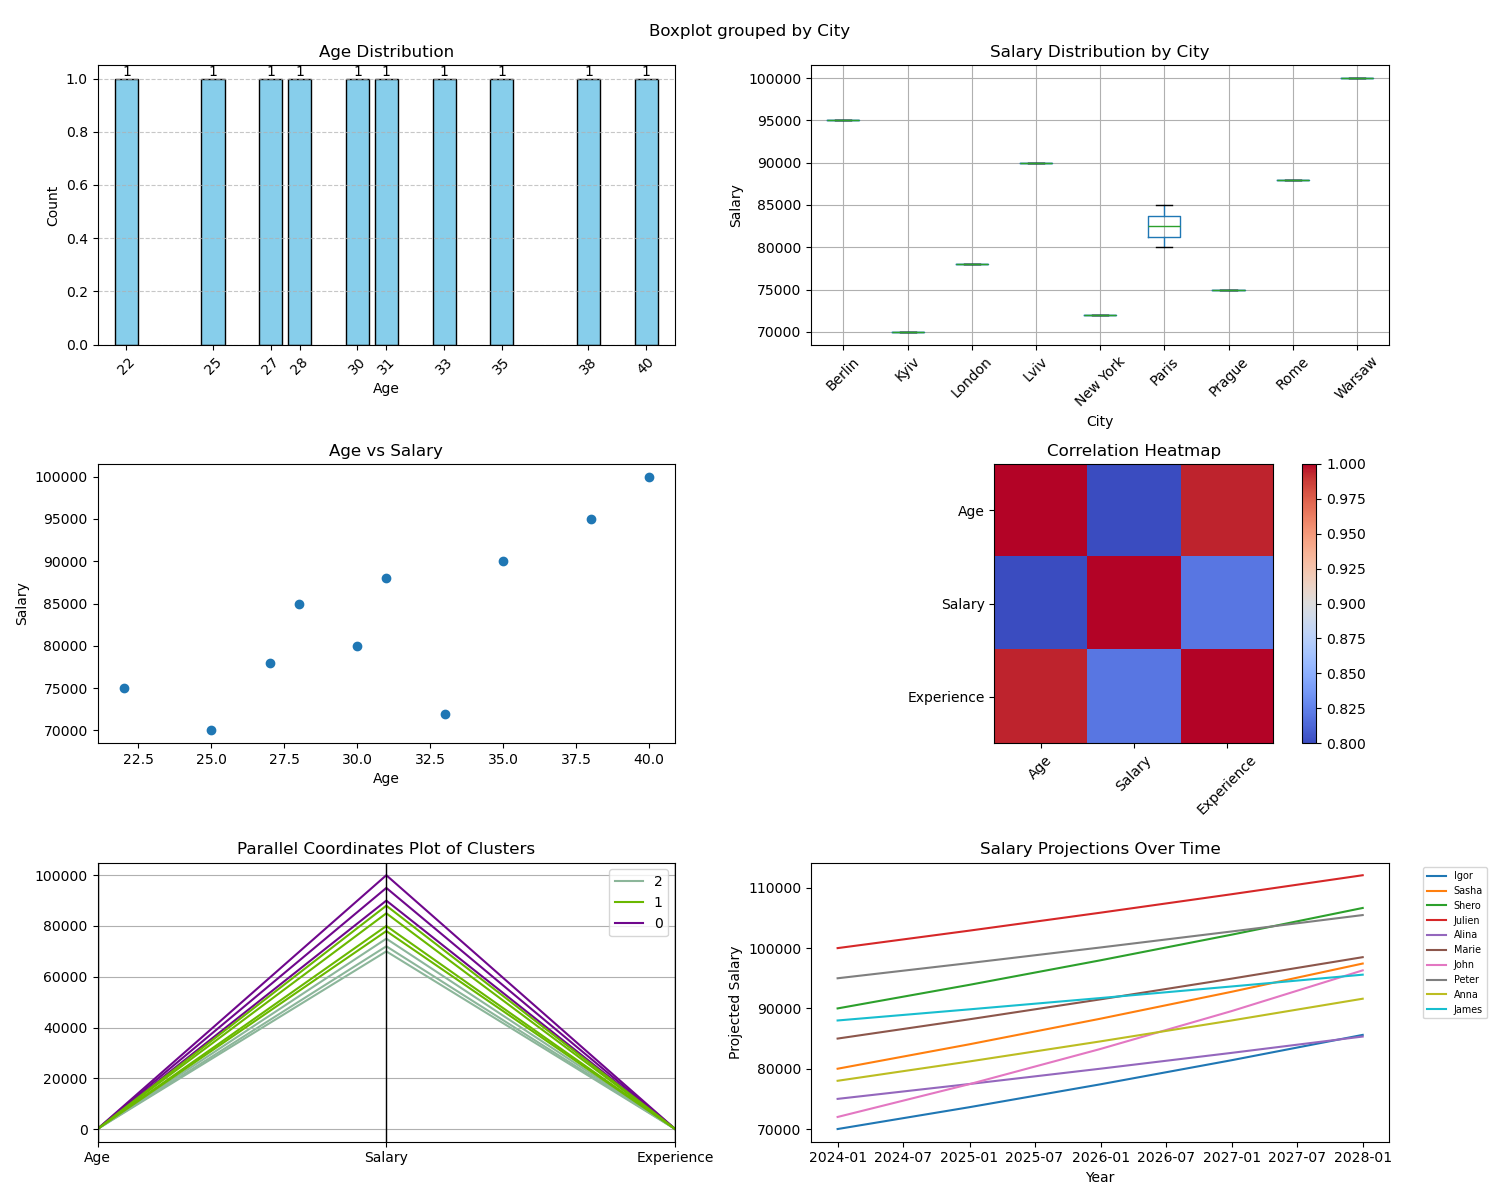 Boxplot grouped by City
Age Distribution
1 1 1 1 1 1 1 1 1 1
1.0
0.8
0.6
0.4
0.2
0.0
Count
22 25 27 28 30 31 33 35 38 40
Age
Salary Distribution by City
100000
95000
90000
85000
80000
75000
70000
Salary
Berlin Kyiv London Lviv New York Paris Prague Rome Warsaw
City
Age vs Salary
100000
95000
90000
85000
80000
75000
70000
Salary
22.5 25.0 27.5 30.0 32.5 35.0 37.5 40.0
Age
Correlation Heatmap
Age
Salary
Experience
Age Salary Experience
1.000
0.975
0.950
0.925
0.900
0.875
0.850
0.825
0.800
Parallel Coordinates Plot of Clusters
100000
80000
60000
40000
20000
0
2
1
0
Age Salary Experience
Salary Projections Over Time
110000
100000
90000
80000
70000
Projected Salary
2024-01 2024-07 2025-01 2025-07 2026-01 2026-07 2027-01 2027-07 2028-01
Year
Igor
Sasha
Shero
Julien
Alina
Marie
John
Peter
Anna
James